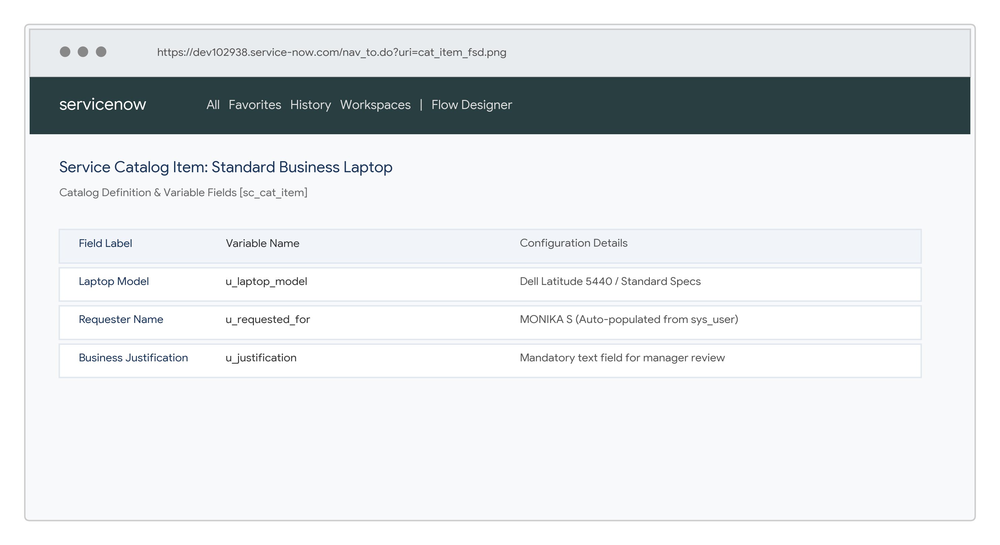 https://dev102938.service-now.com/nav_to.do?uri=cat_item_fsd.png
servicenow All Favorites History Workspaces | Flow Designer
Service Catalog Item: Standard Business Laptop
Catalog Definition & Variable Fields [sc_cat_item]
Field Label Variable Name Configuration Details
Laptop Model u_laptop_model Dell Latitude 5440 / Standard Specs
Requester Name u_requested_for MONIKA S (Auto-populated from sys_user)
Business Justification u_justification Mandatory text field for manager review